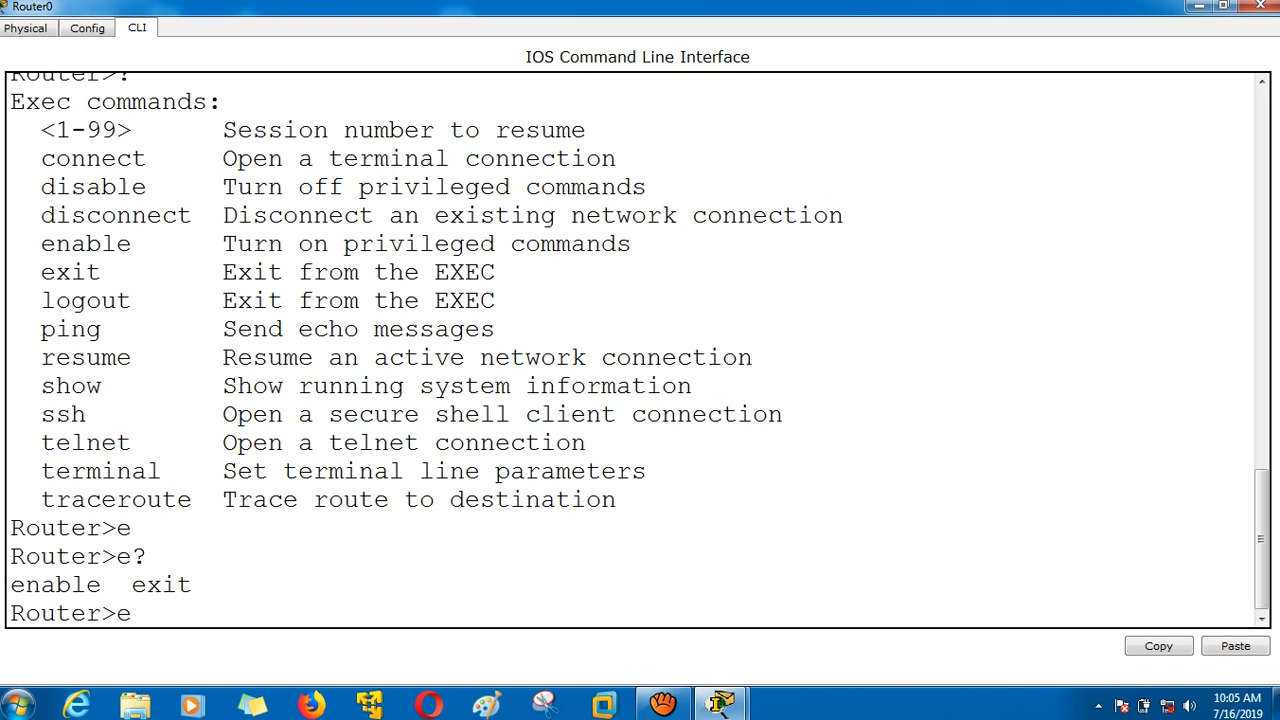 Router0
Physical Config CLI
IOS Command Line Interface
Router>?
Exec commands:
<1-99> Session number to resume
connect Open a terminal connection
disable Turn off privileged commands
disconnect Disconnect an existing network connection
enable Turn on privileged commands
exit Exit from the EXEC
logout Exit from the EXEC
ping Send echo messages
resume Resume an active network connection
show Show running system information
ssh Open a secure shell client connection
telnet Open a telnet connection
terminal Set terminal line parameters
traceroute Trace route to destination
Router>e
Router>e?
enable exit
Router>e
Copy Paste
10:05 AM
7/16/2019